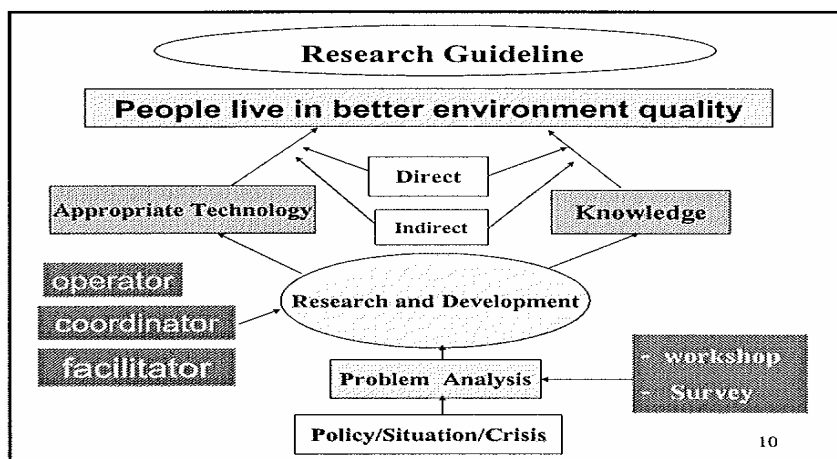 Research Guideline
People live in better environment quality
Direct
Appropriate Technology
Knowledge
Indirect
operator
Research and Development
coordinator
facilitator
- workshop
Problem Analysis
- Survey
Policy/Situation/Crisis
10